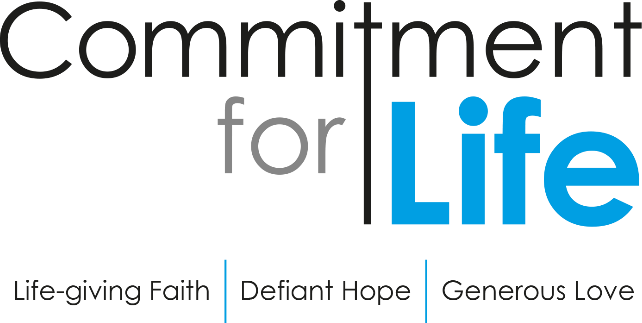 Commitment
for Life
Life-giving Faith | Defiant Hope | Generous Love